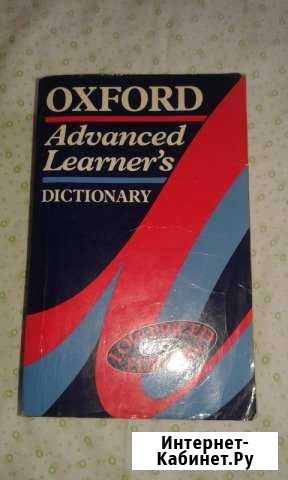 OXFORD
Advanced
Learner's
DICTIONARY
Интернет-
Кабинет.Ру